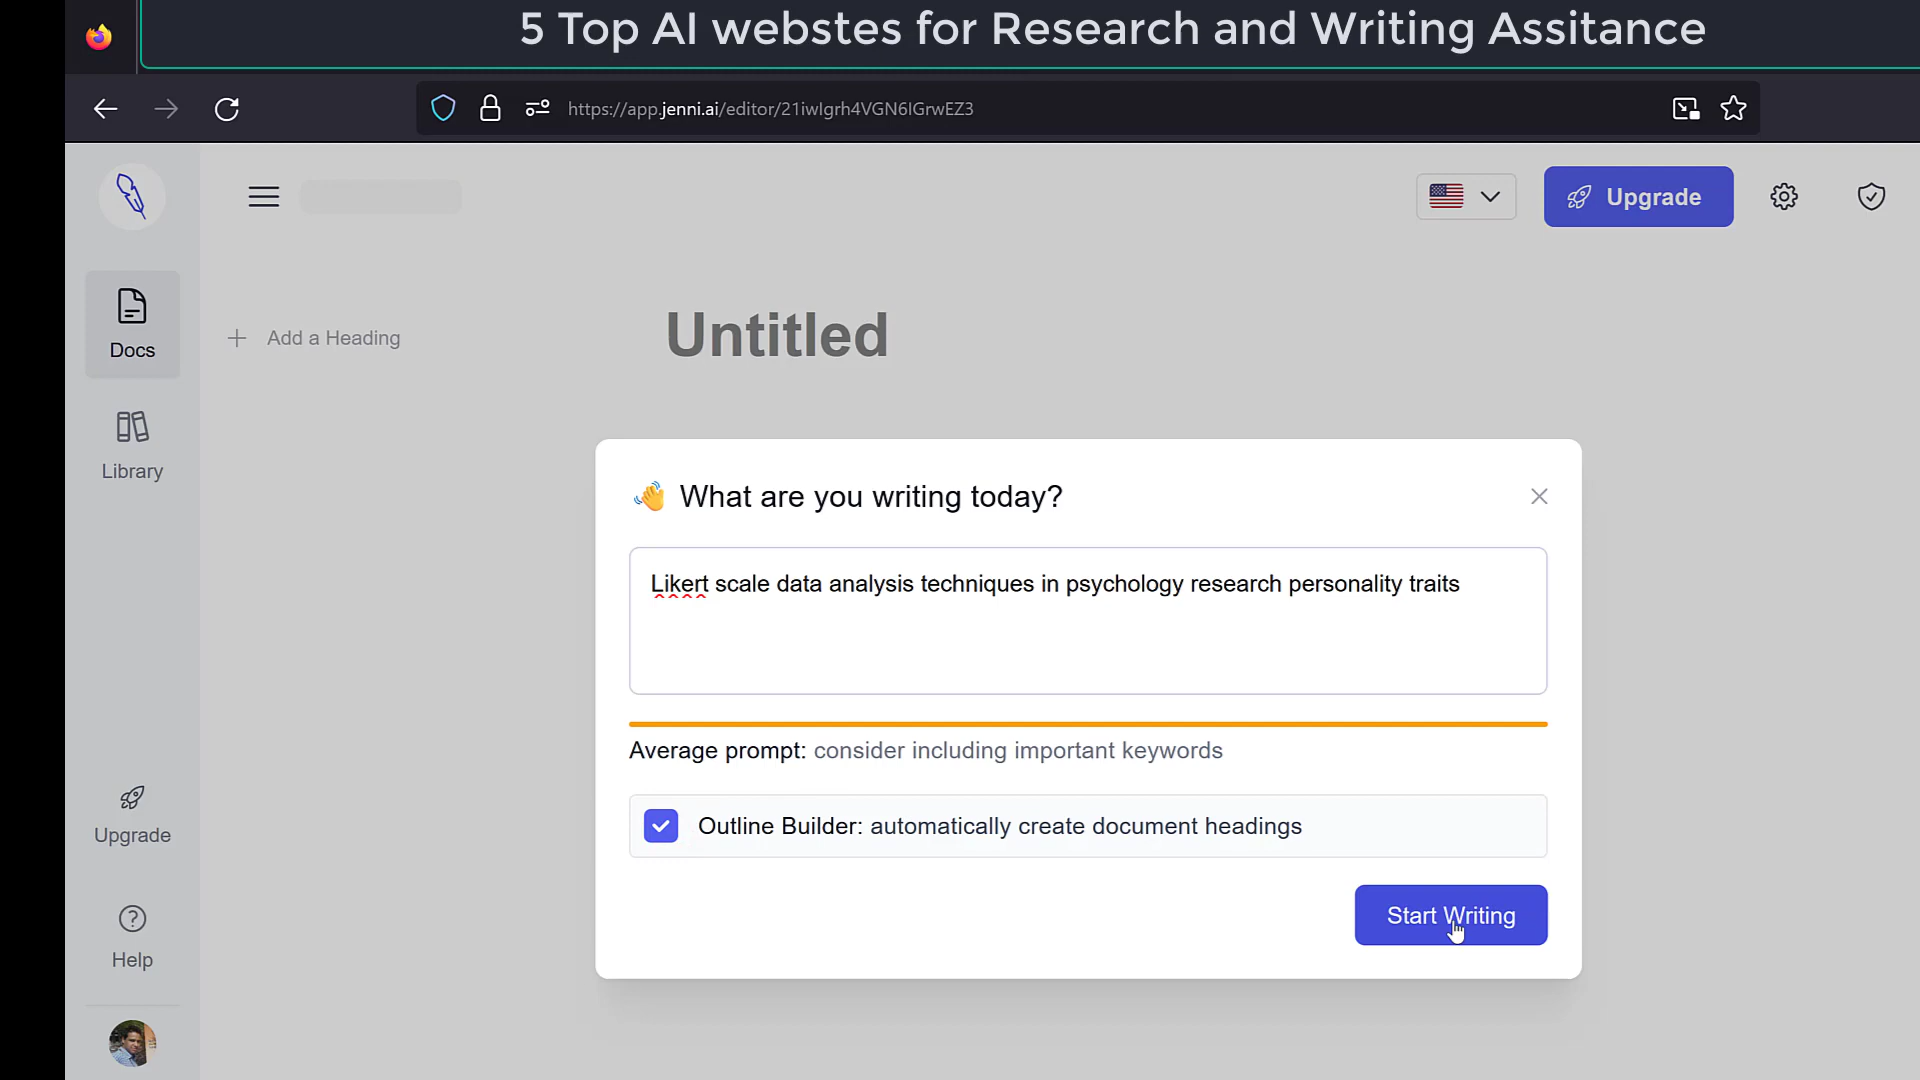 5 Top AI webstes for Research and Writing Assitance
https://app.jenni.ai/editor/21iwIgrh4VGN6IGrwEZ3
Upgrade
Docs
Add a Heading
Untitled
Library
What are you writing today?
Likert scale data analysis techniques in psychology research personality traits
Average prompt: consider including important keywords
Outline Builder: automatically create document headings
Upgrade
Start Writing
Help